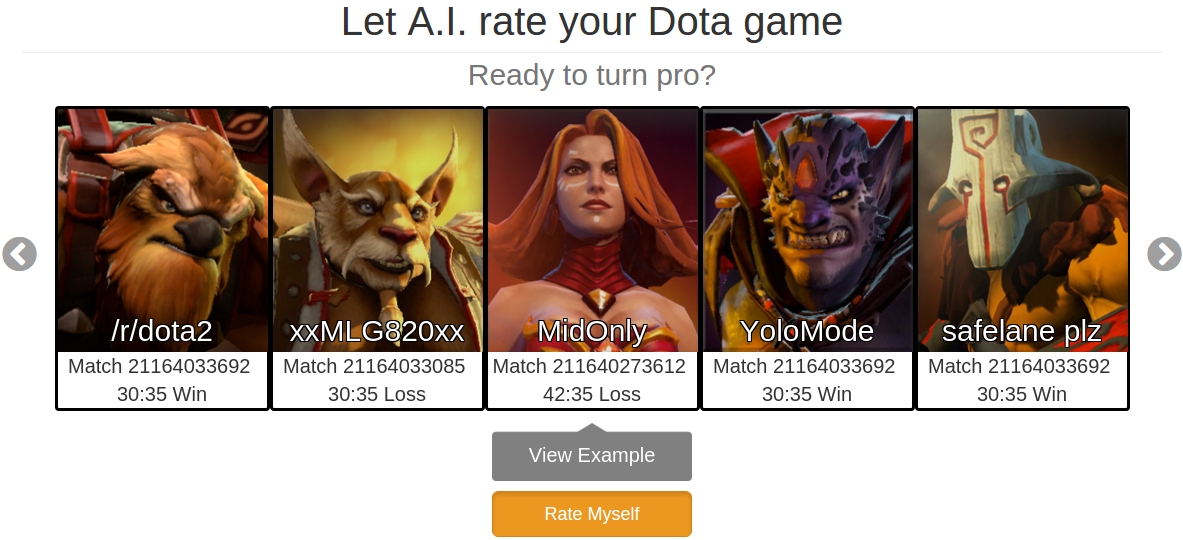 Let A.I. rate your Dota game
Ready to turn pro?
/r/dota2
Match 21164033692
30:35 Win
xxMLG820xx
Match 21164033085
30:35 Loss
MidOnly
Match 211640273612
42:35 Loss
YoloMode
Match 21164033692
30:35 Win
safelane plz
Match 21164033692
30:35 Win
View Example
Rate Myself